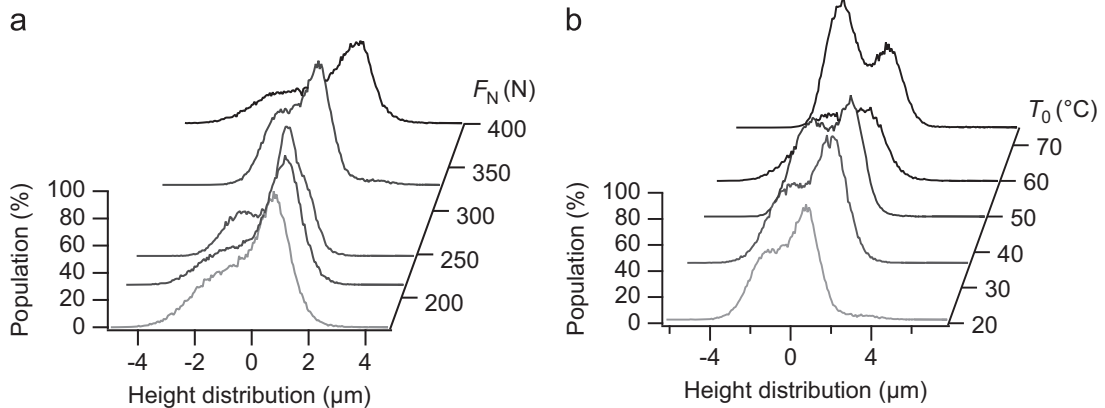 a
F_N (N)
400
350
300
250
200
100
80
60
40
20
0
Population (%)
-4 -2 0 2 4
Height distribution (μm)
b
T_0 (°C)
70
60
50
40
30
20
100
80
60
40
20
0
Population (%)
-4 0 4
Height distribution (μm)